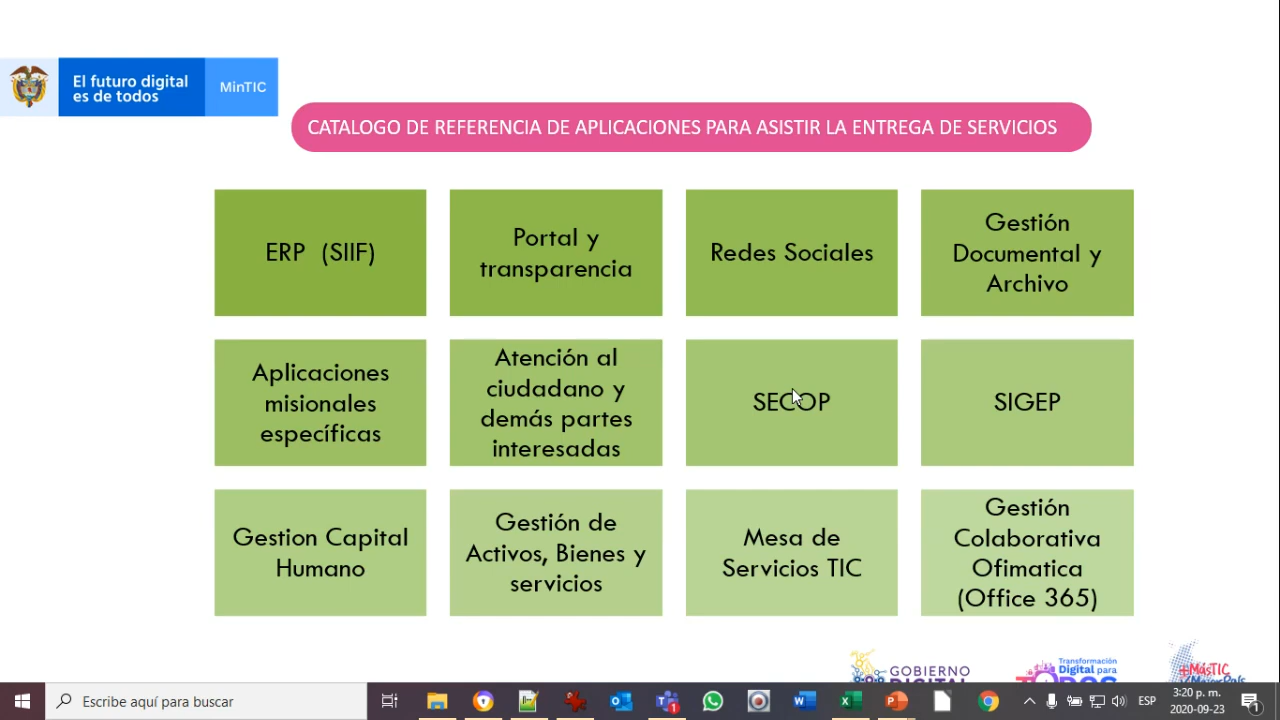 El futuro digital
es de todos
MinTIC
CATALOGO DE REFERENCIA DE APLICACIONES PARA ASISTIR LA ENTREGA DE SERVICIOS
ERP (SIIF)
Portal y
transparencia
Redes Sociales
Gestión
Documental y
Archivo
Aplicaciones
misionales
específicas
Atención al
ciudadano y
demás partes
interesadas
SECOP
SIGEP
Gestion Capital
Humano
Gestión de
Activos, Bienes y
servicios
Mesa de
Servicios TIC
Gestión
Colaborativa
Ofimatica
(Office 365)
GOBIERNO
DIGITAL
Transformación
Digital para
TODOS
+MásTIC
Escribe aquí para buscar
ESP
3:20 p. m.
2020-09-23